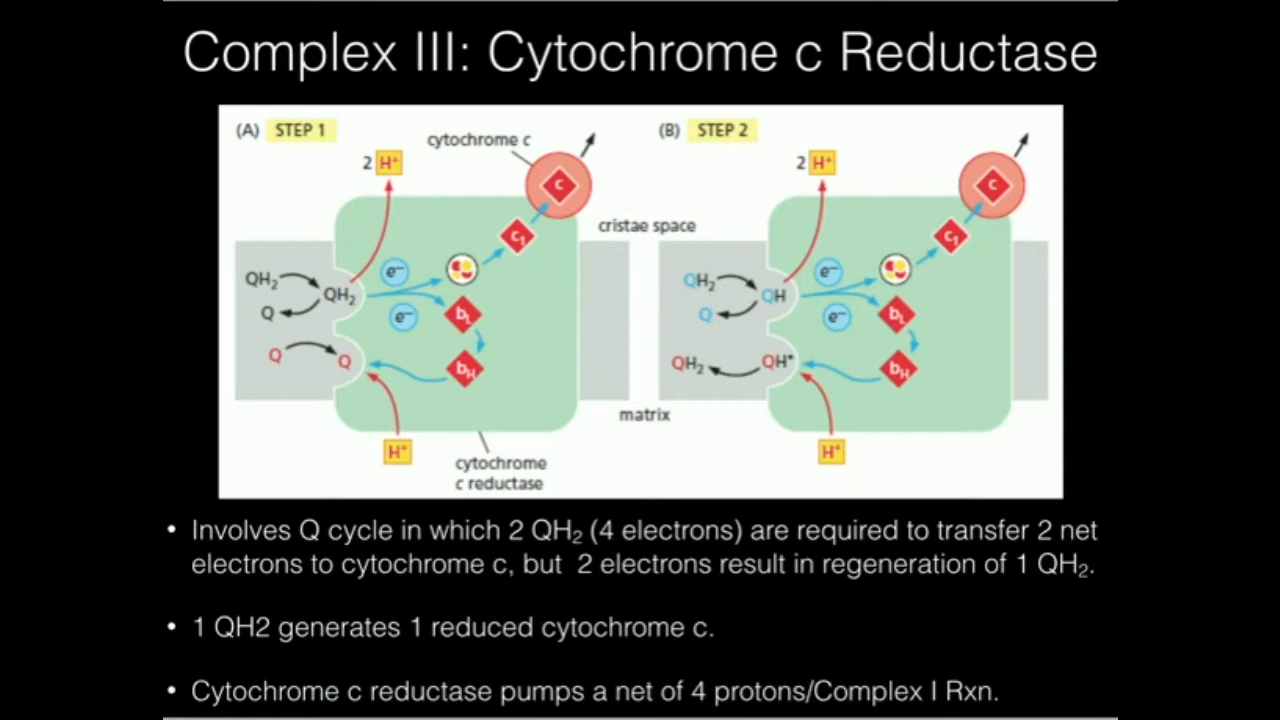 Complex III: Cytochrome c Reductase
(A) STEP 1
cytochrome c
2 H⁺
c
c₁
cristae space
QH₂
QH₂
Q
e⁻
e⁻
bL
Q
Q
bH
H⁺
matrix
cytochrome
c reductase
(B) STEP 2
2 H⁺
c
c₁
QH₂
QH
Q
e⁻
e⁻
bL
QH₂
QH•
bH
H⁺
• Involves Q cycle in which 2 QH₂ (4 electrons) are required to transfer 2 net
electrons to cytochrome c, but 2 electrons result in regeneration of 1 QH₂.
• 1 QH2 generates 1 reduced cytochrome c.
• Cytochrome c reductase pumps a net of 4 protons/Complex I Rxn.